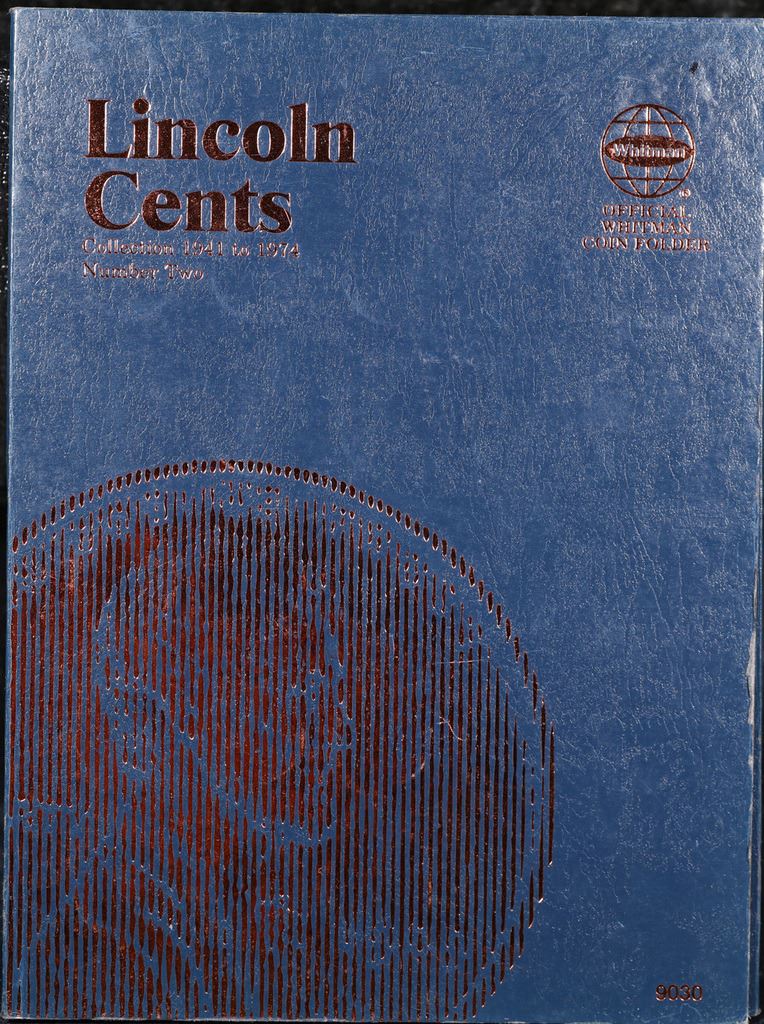 Lincoln
Cents
Collection 1941 to 1974
Number Two
Whitman
®
OFFICIAL
WHITMAN
COIN FOLDER
9030